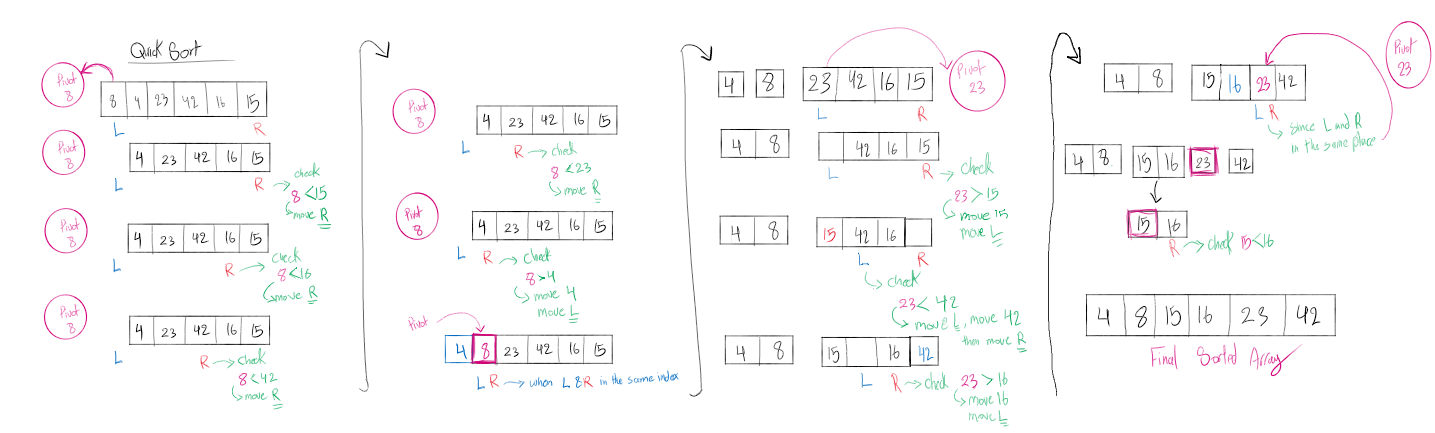 Quick Sort
Pivot
8
8 4 23 42 16 15
L R
Pivot
8
4 23 42 16 15
L R → check
8 < 15
move R
Pivot
8
4 23 42 16 15
L R → check
8 < 16
move R
Pivot
8
4 23 42 16 15
L R → check
8 < 42
move R
Pivot
8
4 23 42 16 15
L R → check
8 < 23
move R
Pivot
8
4 23 42 16 15
L R → check
8 > 4
move 4
move L
Pivot
4 8 23 42 16 15
L R → when L & R in the same index
4 8 23 42 16 15
Pivot
23
L R
4 8 42 16 15
L R → check
23 > 15
move 15
move L
4 8 15 42 16
L R
check
23 < 42
move L, move 42
then move R
4 8 15 16 42
L R → check 23 > 16
move 16
move L
Pivot
23
4 8 15 16 23 42
L R
since L and R
in the same place
4 8 15 16 23 42
15 16
R → check 15 < 16
4 8 15 16 23 42
Final Sorted Array